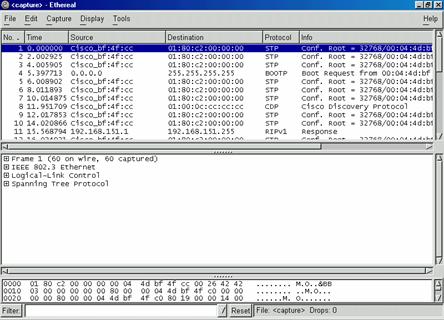 <capture> - Ethereal
File Edit Capture Display Tools Help
No. Time Source Destination Protocol Info
1 0.000000 Cisco_bf:4f:cc 01:80:c2:00:00:00 STP Conf. Root = 32768/00:04:4d:bf
2 2.002925 Cisco_bf:4f:cc 01:80:c2:00:00:00 STP Conf. Root = 32768/00:04:4d:bf
3 4.005905 Cisco_bf:4f:cc 01:80:c2:00:00:00 STP Conf. Root = 32768/00:04:4d:bf
4 5.397713 0.0.0.0 255.255.255.255 BOOTP Boot Request from 00:04:4d:bf
5 6.008902 Cisco_bf:4f:cc 01:80:c2:00:00:00 STP Conf. Root = 32768/00:04:4d:bf
6 8.011893 Cisco_bf:4f:cc 01:80:c2:00:00:00 STP Conf. Root = 32768/00:04:4d:bf
7 10.014875 Cisco_bf:4f:cc 01:80:c2:00:00:00 STP Conf. Root = 32768/00:04:4d:bf
8 11.951709 Cisco_bf:4f:cc 01:00:0c:cc:cc:cc CDP Cisco Discovery Protocol
9 12.017853 Cisco_bf:4f:cc 01:80:c2:00:00:00 STP Conf. Root = 32768/00:04:4d:bf
10 14.020866 Cisco_bf:4f:cc 01:80:c2:00:00:00 STP Conf. Root = 32768/00:04:4d:bf
11 15.568794 192.168.151.1 192.168.151.255 RIPv1 Response
Frame 1 (60 on wire, 60 captured)
IEEE 802.3 Ethernet
Logical-Link Control
Spanning Tree Protocol
0000 01 80 c2 00 00 00 00 04 4d bf 4f cc 00 26 42 42 ........ M.O..&BB
0010 03 00 00 00 00 00 80 00 00 04 4d bf 4f c0 00 00 ........ ..M.O...
0020 00 00 80 00 00 04 4d bf 4f c0 80 19 00 00 14 00 ......M. O.......
Filter: Reset File: <capture> Drops: 0